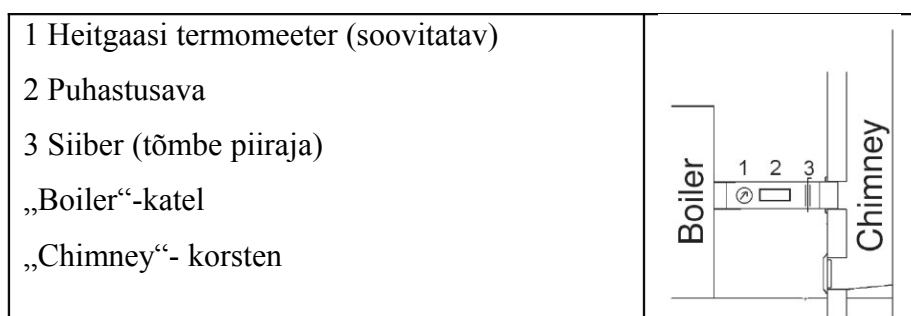 1 Heitgaasi termomeeter (soovitatav)
2 Puhastusava
3 Siiber (tõmbe piiraja)
„Boiler“-katel
„Chimney“- korsten
Boiler
1 2 3
Chimney